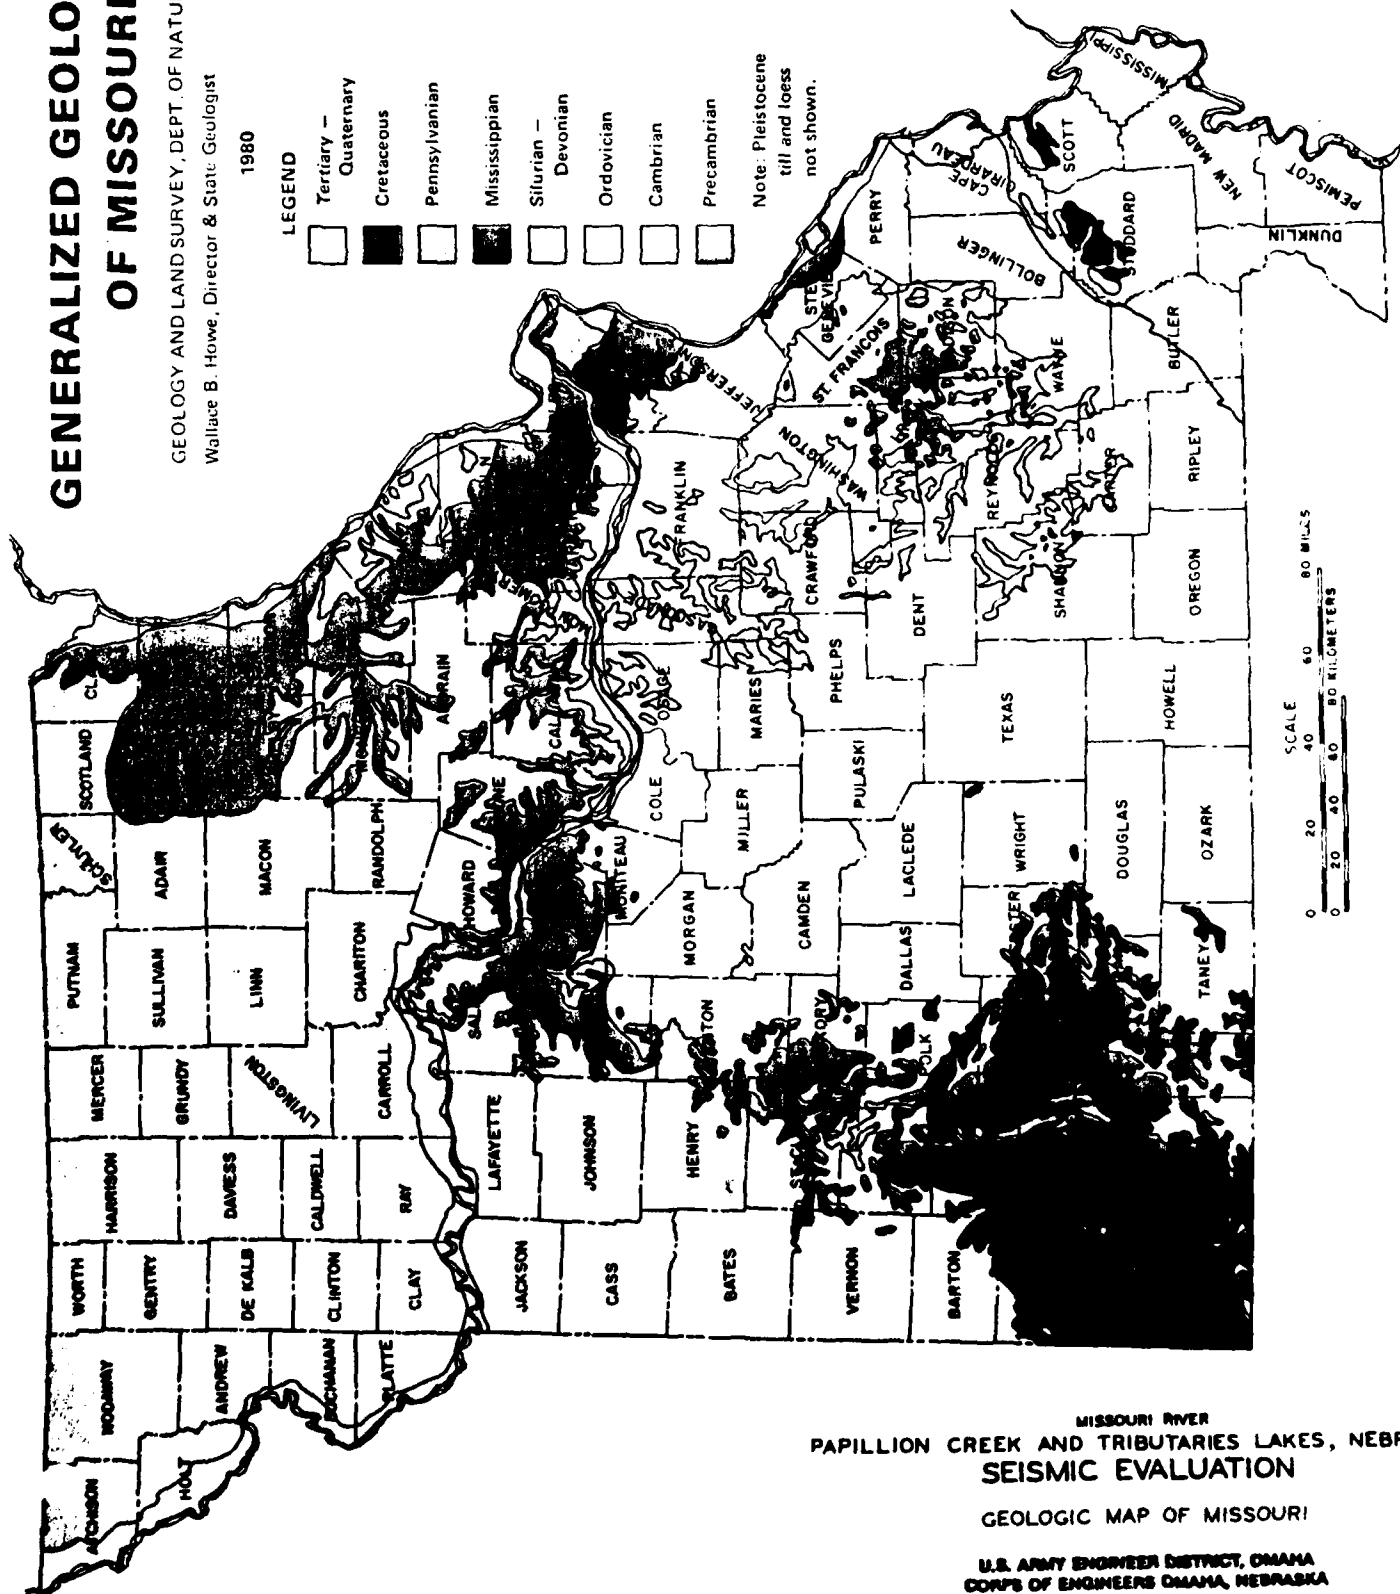 GENERALIZED GEOLO
OF MISSOURI
GEOLOGY AND LAND SURVEY, DEPT. OF NATU
Wallace B. Howe, Director & State Geologist
1980
LEGEND
Tertiary –
Quaternary
Cretaceous
Pennsylvanian
Mississippian
Silurian –
Devonian
Ordovician
Cambrian
Precambrian
Note: Pleistocene
till and loess
not shown.
ATCHISON
NODAWAY
WORTH
HARRISON
MERCER
PUTNAM
SCHUYLER
SCOTLAND
HOLT
ANDREW
GENTRY
DE KALB
DAVIESS
GRUNDY
SULLIVAN
ADAIR
BUCHANAN
CLINTON
CALDWELL
LIVINGSTON
LINN
MACON
PLATTE
CLAY
RAY
CARROLL
CHARITON
RANDOLPH
JACKSON
LAFAYETTE
HOWARD
CASS
JOHNSON
MONITEAU
COLE
OSAGE
FRANKLIN
JEFFERSON
BATES
HENRY
MORGAN
MILLER
MARIES
CRAWFORD
WASHINGTON
ST. FRANCOIS
PERRY
VERNON
CAMDEN
PULASKI
PHELPS
DENT
REYNOLDS
BOLLINGER
CAPE
GIRARDEAU
BARTON
POLK
DALLAS
LACLEDE
TEXAS
SHANNON
CARTER
WAYNE
STODDARD
SCOTT
MISSISSIPPI
WRIGHT
DOUGLAS
HOWELL
OREGON
RIPLEY
BUTLER
NEW MADRID
TANEY
OZARK
DUNKLIN
PEMISCOT
SCALE
0 20 40 60 80 MILES
0 20 40 60 80 KILOMETERS
MISSOURI RIVER
PAPILLION CREEK AND TRIBUTARIES LAKES, NEBR
SEISMIC EVALUATION
GEOLOGIC MAP OF MISSOURI
U.S. ARMY ENGINEER DISTRICT, OMAHA
CORPS OF ENGINEERS OMAHA, NEBRASKA